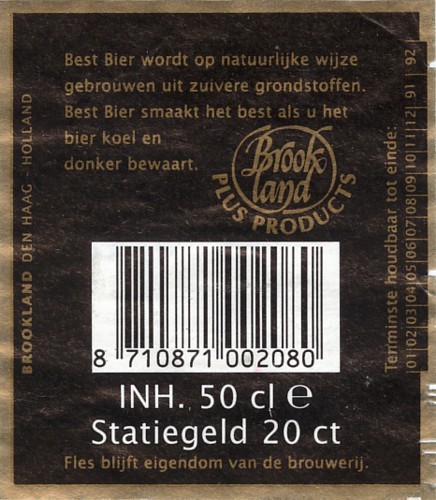 Best Bier wordt op natuurlijke wijze
gebrouwen uit zuivere grondstoffen.
Best Bier smaakt het best als u het
bier koel en
donker bewaart.
Brook
land
PLUS PRODUCTS
8 710871 002080
INH. 50 cl e
Statiegeld 20 ct
Fles blijft eigendom van de brouwerij.
BROOKLAND DEN HAAG - HOLLAND
Tenminste houdbaar tot einde:
01|02|03|04|05|06|07|08|09|10|11|12|91|92